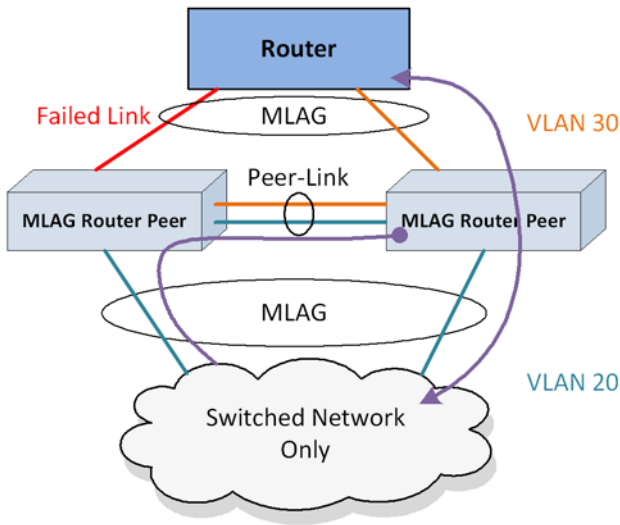 Router
Failed Link
MLAG
VLAN 30
Peer-Link
MLAG Router Peer
MLAG Router Peer
MLAG
VLAN 20
Switched Network
Only